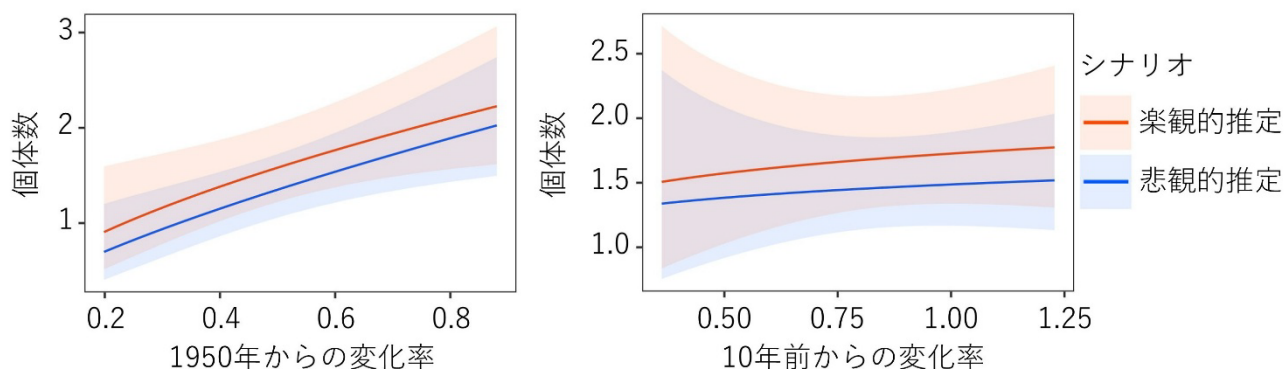 3
2
1
個体数
0.2 0.4 0.6 0.8
1950年からの変化率
2.5
2.0
1.5
1.0
個体数
0.50 0.75 1.00 1.25
10年前からの変化率
シナリオ
楽観的推定
悲観的推定